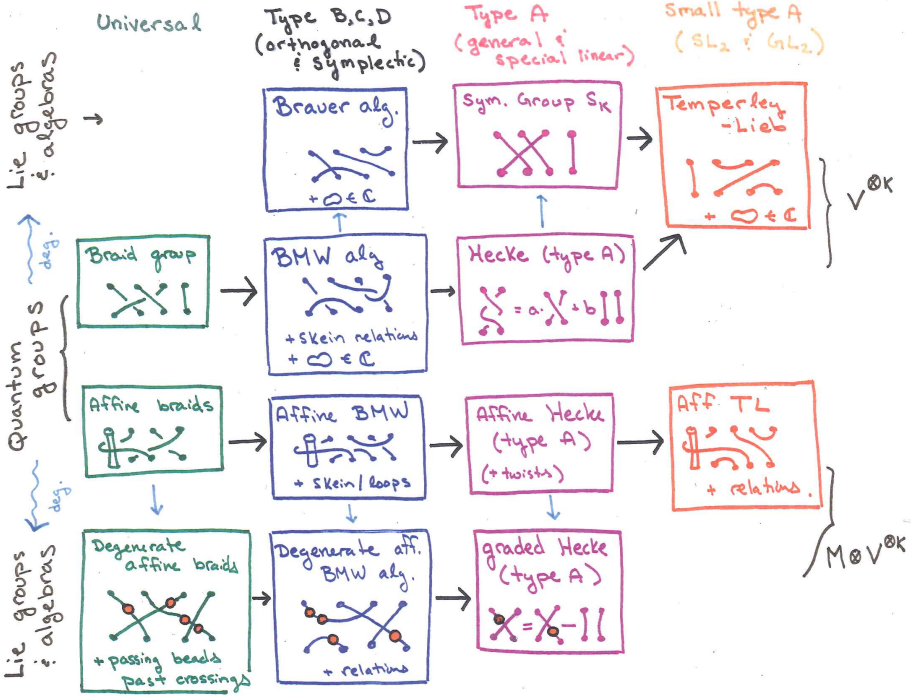 Universal
Type B,C,D
(orthogonal
& symplectic)
Type A
(general &
special linear)
Small type A
(SL₂ & GL₂)
Lie groups
& algebras
Brauer alg.
+ ∈ ℂ
Sym. Group Sₖ
Temperley
-Lieb
+ ∈ ℂ
V^⊗K
deg.
Quantum
groups
Braid group
BMW alg
+ skein relations
+ ∈ ℂ
Hecke (type A)
= a· + b
Affine braids
Affine BMW
+ skein/loops
Affine Hecke
(type A)
(+ twists)
Aff. TL
+ relations.
deg.
Lie groups
& algebras
Degenerate
affine braids
+ passing beads
past crossings
Degenerate aff.
BMW alg.
+ relations
graded Hecke
(type A)
= −
M⊗V^⊗K